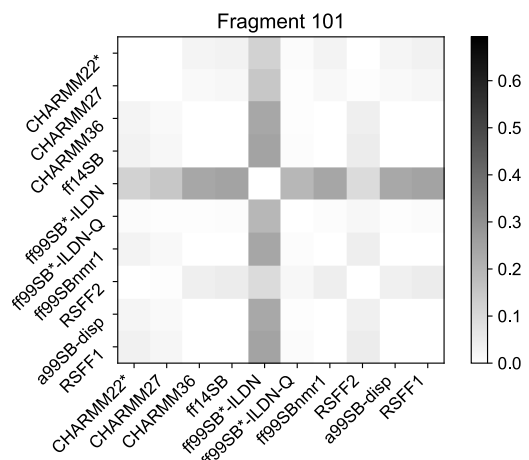 Fragment 101
CHARMM22*
CHARMM27
CHARMM36
ff14SB
ff99SB*-ILDN
ff99SB*-ILDN-Q
ff99SBnmr1
RSFF2
a99SB-disp
RSFF1
CHARMM22*
CHARMM27
CHARMM36
ff14SB
ff99SB*-ILDN
ff99SB*-ILDN-Q
ff99SBnmr1
RSFF2
a99SB-disp
RSFF1
0.6
0.5
0.4
0.3
0.2
0.1
0.0